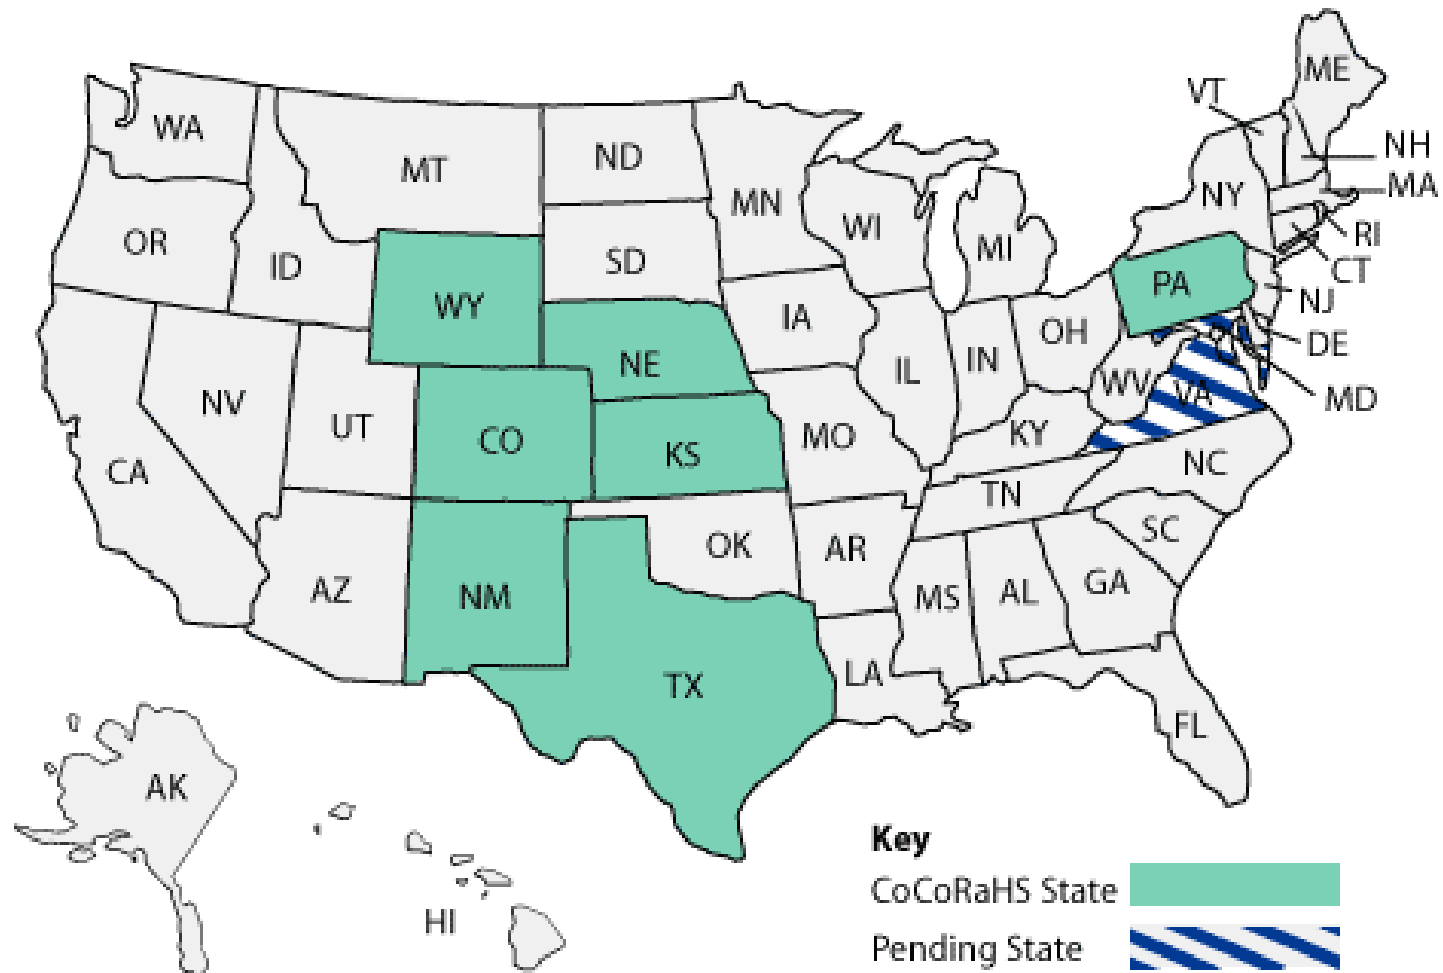 ME
VT
WA
NH
MT
ND
MA
MN
NY
WI
RI
OR
MI
SD
ID
CT
PA
NJ
WY
IA
OH
DE
NE
IN
IL
WV
VA
MD
NV
UT
CO
MO
KY
KS
NC
CA
TN
SC
OK
AR
AZ
NM
MS
AL
GA
LA
TX
FL
AK
Key
CoCoRaHS State
HI
Pending State